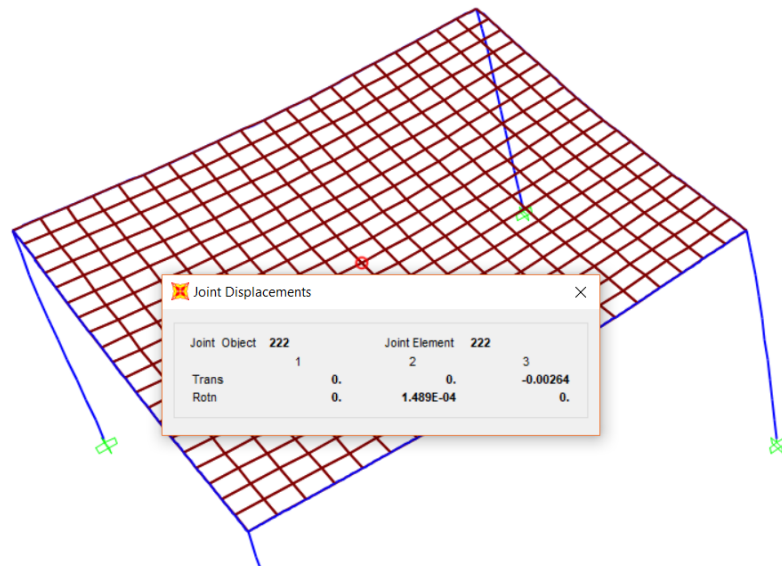 Joint Displacements
Joint Object 222 Joint Element 222
1 2 3
Trans 0. 0. -0.00264
Rotn 0. 1.489E-04 0.